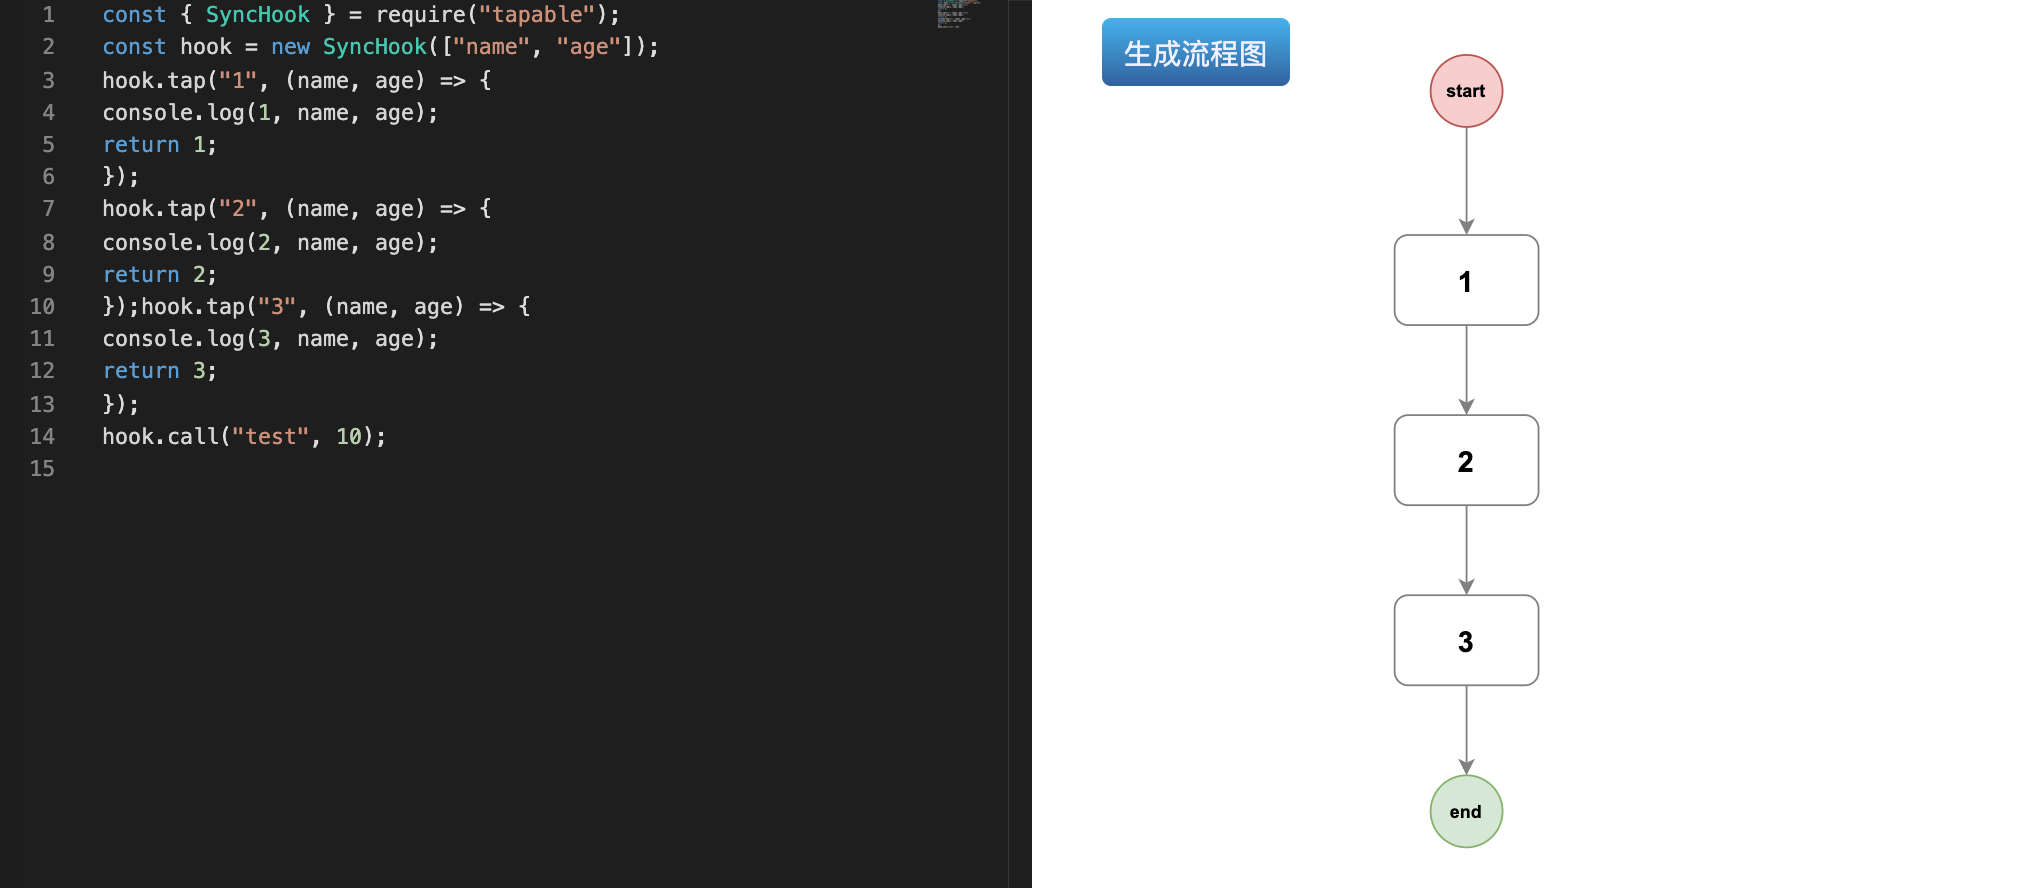 1 const { SyncHook } = require("tapable");
2 const hook = new SyncHook(["name", "age"]);
3 hook.tap("1", (name, age) => {
4 console.log(1, name, age);
5 return 1;
6 });
7 hook.tap("2", (name, age) => {
8 console.log(2, name, age);
9 return 2;
10 });hook.tap("3", (name, age) => {
11 console.log(3, name, age);
12 return 3;
13 });
14 hook.call("test", 10);
15
生成流程图
start
1
2
3
end